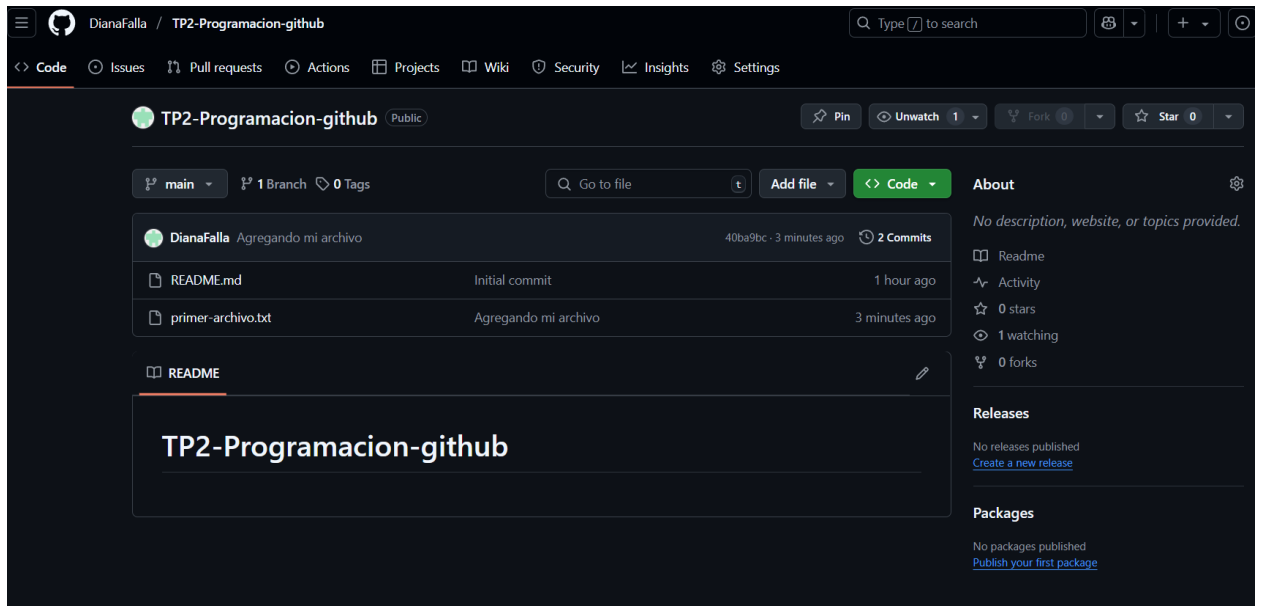 DianaFalla / TP2-Programacion-github
Type / to search
Code Issues Pull requests Actions Projects Wiki Security Insights Settings
TP2-Programacion-github Public
Pin Unwatch 1 Fork 0 Star 0
main 1 Branch 0 Tags Go to file t Add file Code
DianaFalla Agregando mi archivo 40ba9bc · 3 minutes ago 2 Commits
README.md Initial commit 1 hour ago
primer-archivo.txt Agregando mi archivo 3 minutes ago
README
TP2-Programacion-github
About
No description, website, or topics provided.
Readme
Activity
0 stars
1 watching
0 forks
Releases
No releases published
Create a new release
Packages
No packages published
Publish your first package